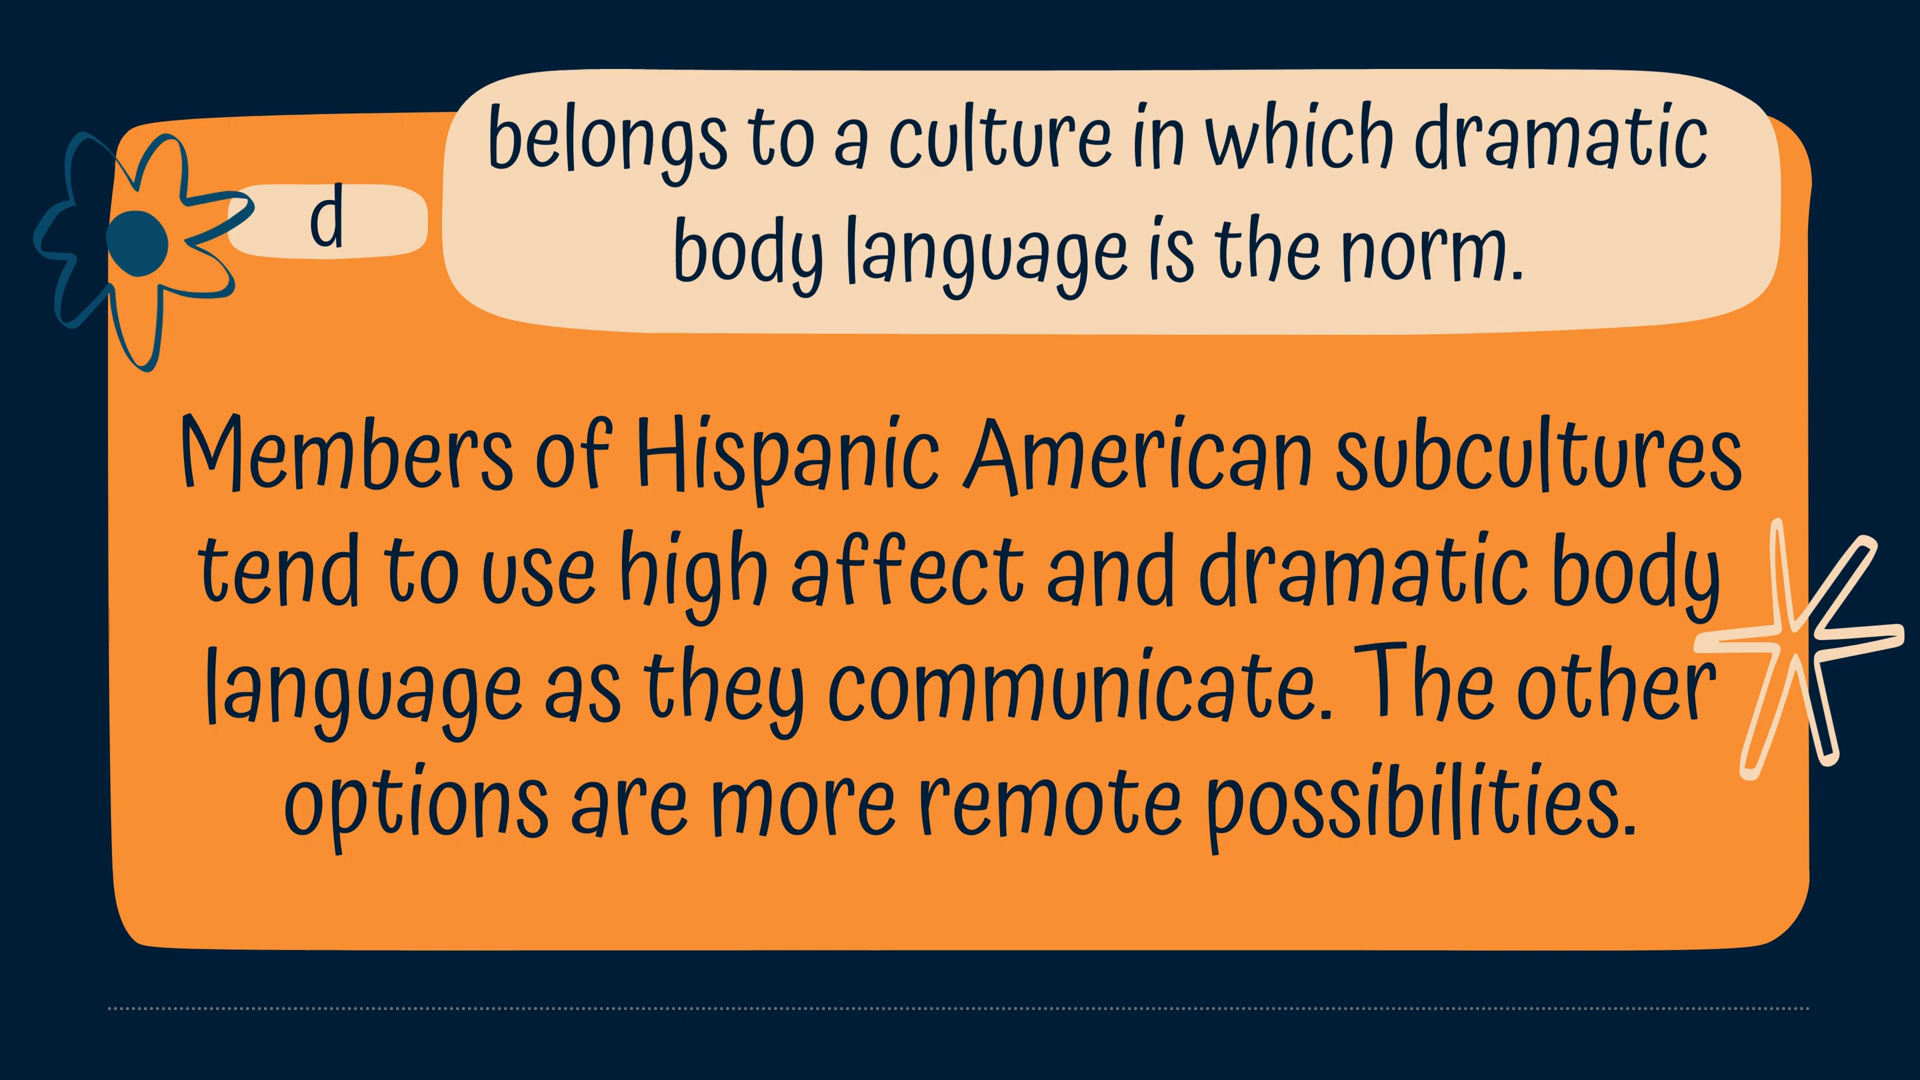 d
belongs to a culture in which dramatic
body language is the norm.
Members of Hispanic American subcultures
tend to use high affect and dramatic body
language as they communicate. The other
options are more remote possibilities.